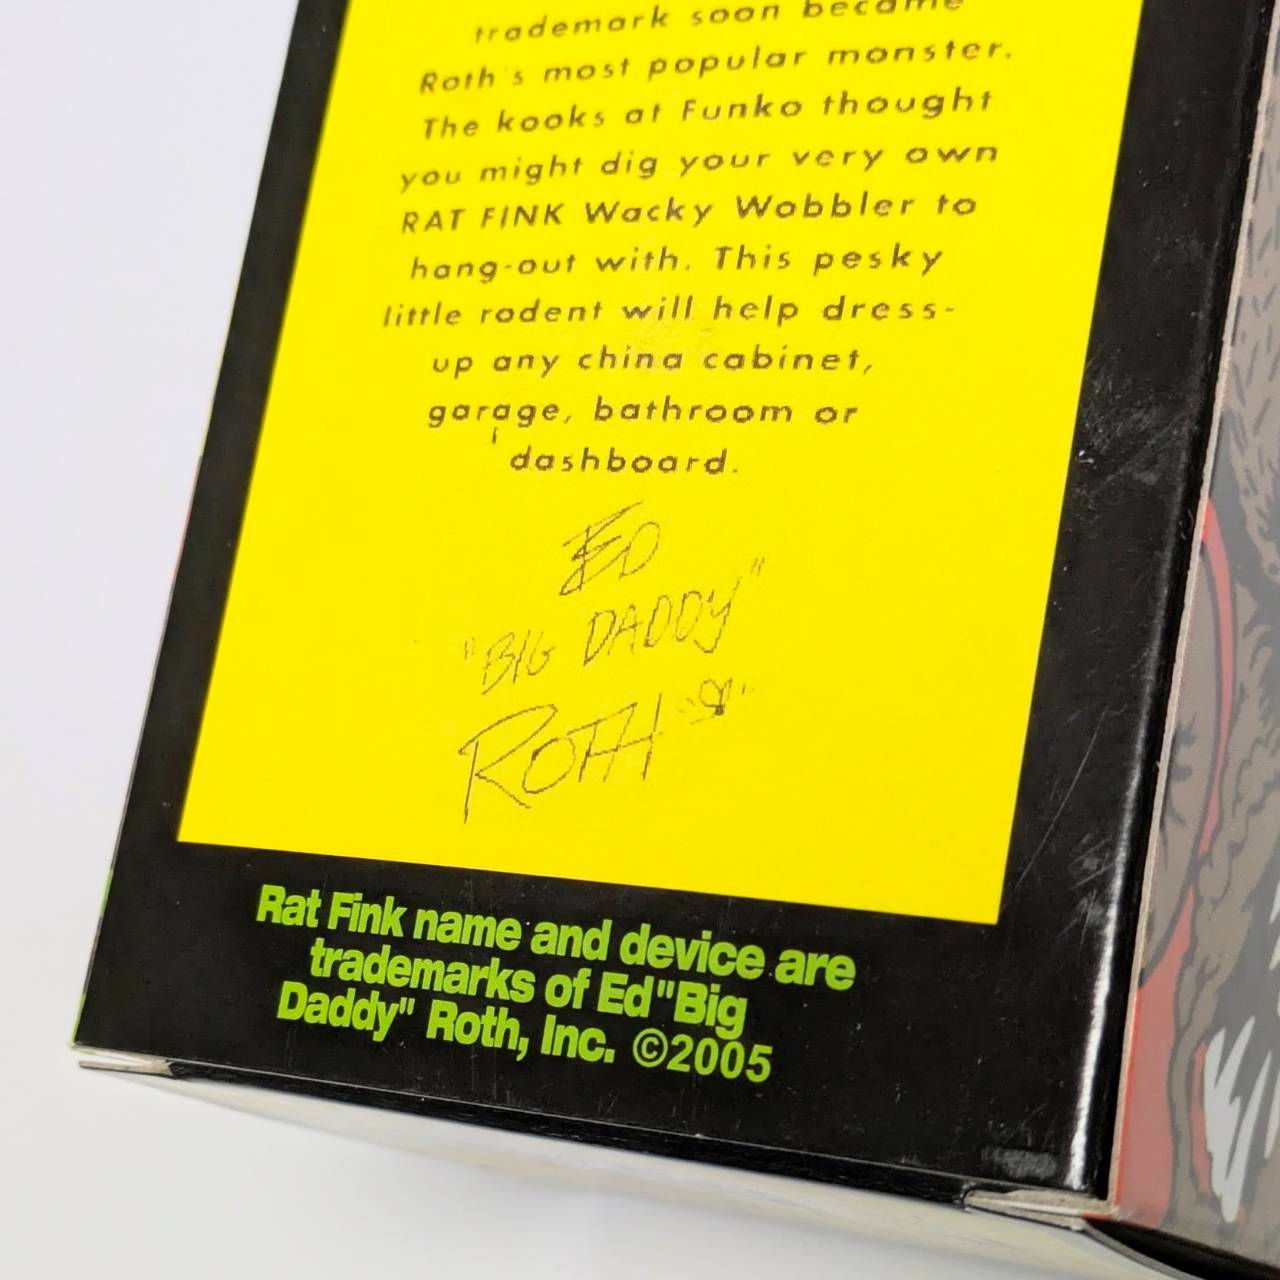 trademark soon became
Roth's most popular monster.
The kooks at Funko thought
you might dig your very own
RAT FINK Wacky Wobbler to
hang-out with. This pesky
little rodent will help dress-
up any china cabinet,
garage, bathroom or
dashboard.
ED
"BIG DADDY"
ROTH
Rat Fink name and device are
trademarks of Ed"Big
Daddy" Roth, Inc. ©2005